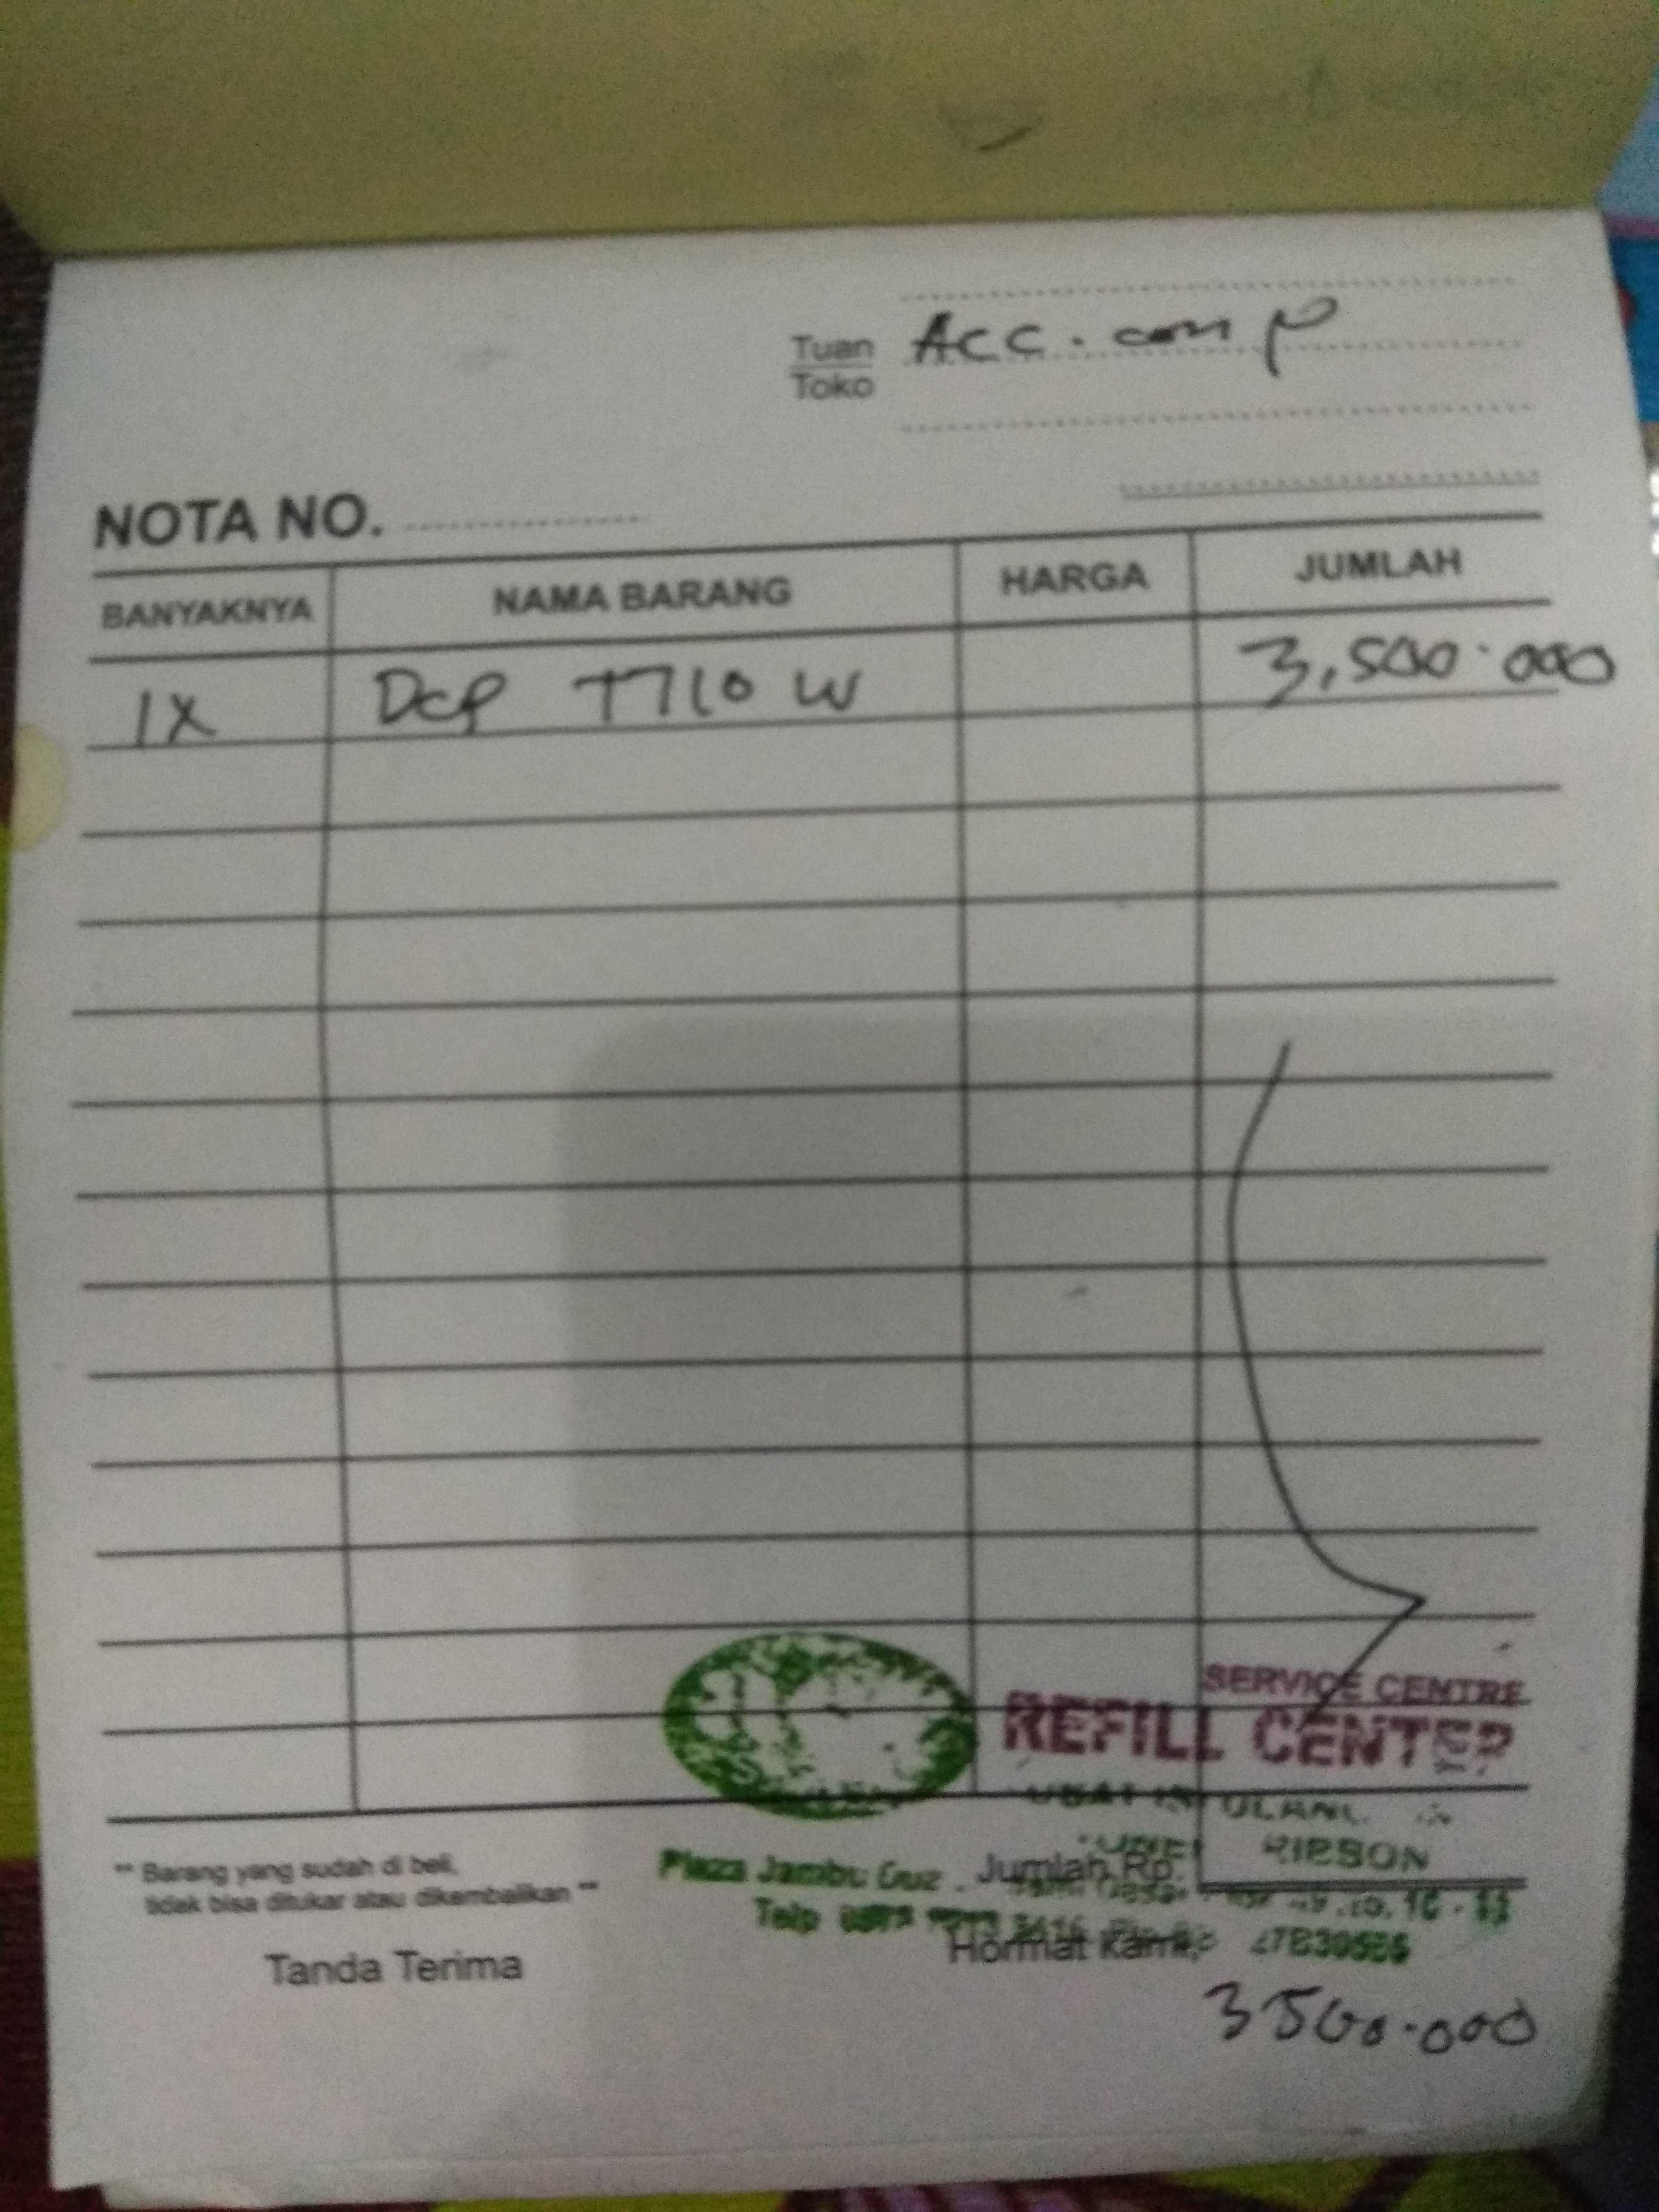 Tuan Acc. comp
Toko
NOTA NO.
BANYAKNYA NAMA BARANG HARGA JUMLAH
1X Dcp T710 W 3,500.000
SERVICE CENTRE
REFILL CENTER
RIBBON
** Barang yang sudah di beli,
tidak bisa ditukar atau dikembalikan **
Plaza Jambu Jumlah Rp.
Telp
Tanda Terima Hormat kami,
3500.000